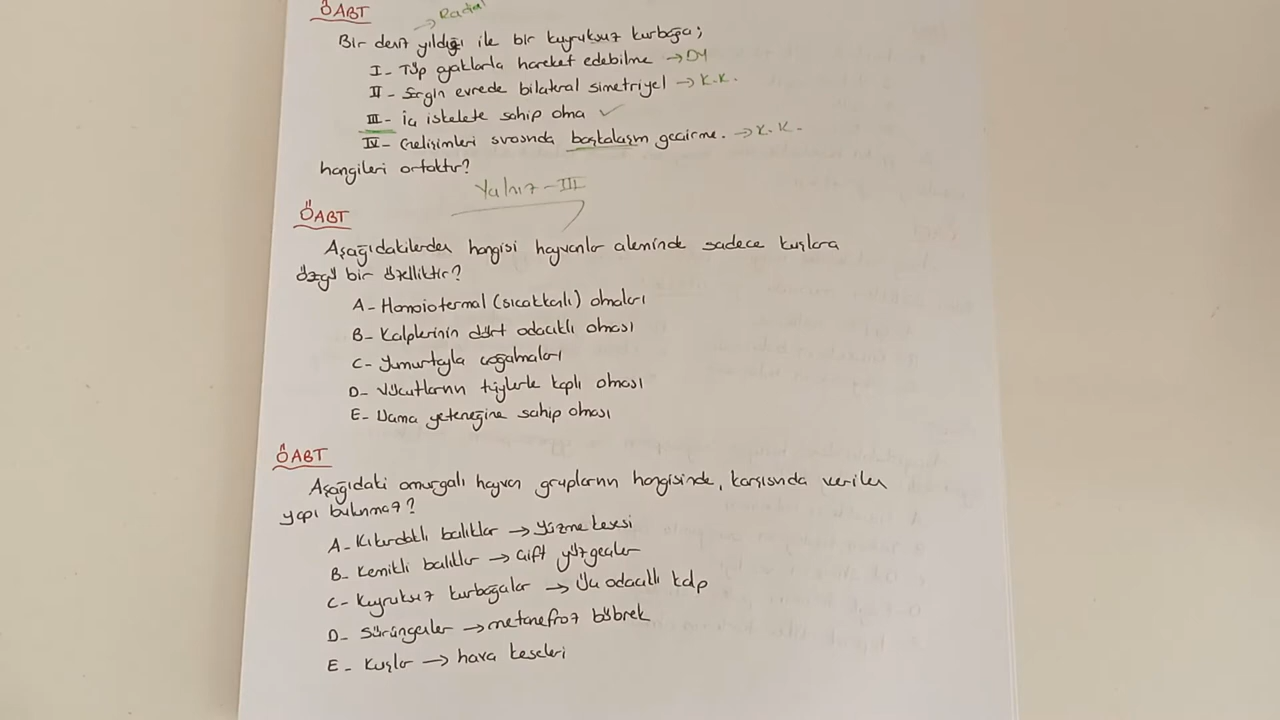 ÖABT
→ Radial
Bir deniz yıldızı ile bir kuyruksuz kurbağa;
I - Tüp ayaklarla hareket edebilme → DY
II - Ergin evrede bilateral simetriyel → K.K.
III - İç iskelete sahip olma ✓
IV - Gelişimleri sırasında başkalaşım geçirme. → K.K.
hangileri ortaktır?
Yalnız - III
ÖABT
Aşağıdakilerden hangisi hayvanlar aleminde sadece kuşlara
özgü bir özelliktir?
A - Homoiotermal (sıcakkanlı) olmaları
B - Kalplerinin dört odacıklı olması
C - Yumurtayla çoğalmaları
D - Vücutlarının tüylerle kaplı olması
E - Uçma yeteneğine sahip olması
ÖABT
Aşağıdaki omurgalı hayvan gruplarının hangisinde, karşısında verilen
yapı bulunmaz?
A - Kıkırdaklı balıklar → yüzme kesesi
B - Kemikli balıklar → çift yüzgeçler
C - Kuyruksuz kurbağalar → üç odacıklı kalp
D - Sürüngenler → metanefroz böbrek
E - Kuşlar → hava keseleri